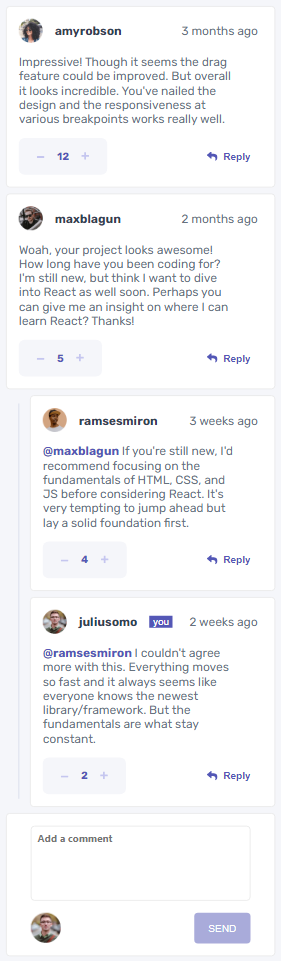 amyrobson 3 months ago
Impressive! Though it seems the drag
feature could be improved. But overall
it looks incredible. You've nailed the
design and the responsiveness at
various breakpoints works really well.
– 12 + Reply
maxblagun 2 months ago
Woah, your project looks awesome!
How long have you been coding for?
I'm still new, but think I want to dive
into React as well soon. Perhaps you
can give me an insight on where I can
learn React? Thanks!
– 5 + Reply
ramsesmiron 3 weeks ago
@maxblagun If you're still new, I'd
recommend focusing on the
fundamentals of HTML, CSS, and
JS before considering React. It's
very tempting to jump ahead but
lay a solid foundation first.
– 4 + Reply
juliusomo you 2 weeks ago
@ramsesmiron I couldn't agree
more with this. Everything moves
so fast and it always seems like
everyone knows the newest
library/framework. But the
fundamentals are what stay
constant.
– 2 + Reply
Add a comment
SEND